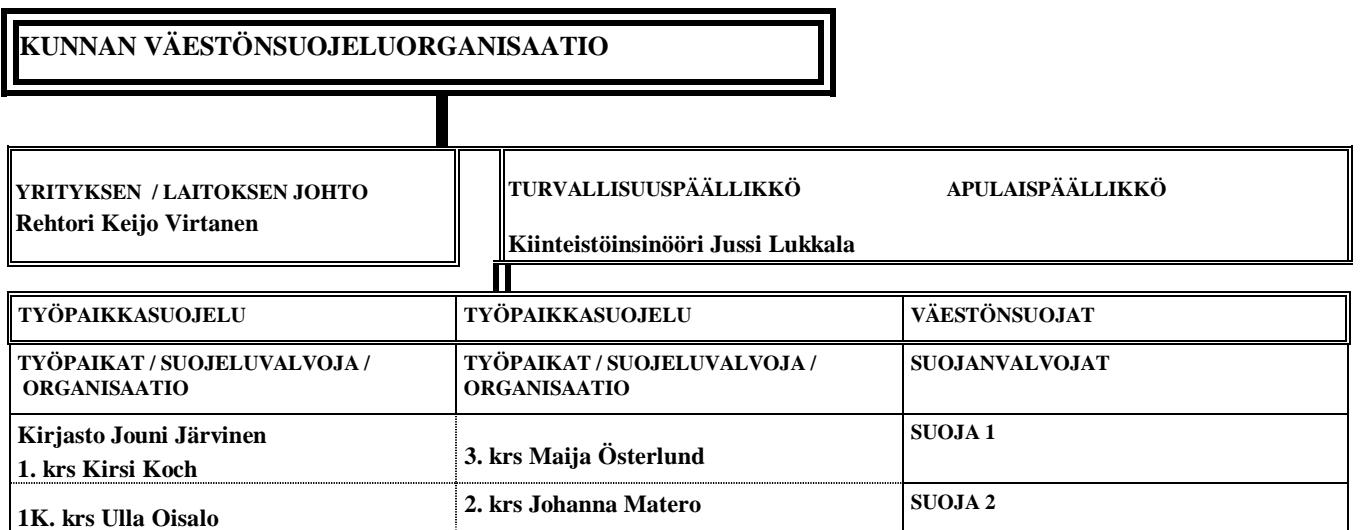 KUNNAN VÄESTÖNSUOJELUORGANISAATIO
YRITYKSEN / LAITOKSEN JOHTO
Rehtori Keijo Virtanen
TURVALLISUUSPÄÄLLIKKÖ APULAISPÄÄLLIKKÖ
Kiinteistöinsinööri Jussi Lukkala
TYÖPAIKKASUOJELU TYÖPAIKKASUOJELU VÄESTÖNSUOJAT
TYÖPAIKAT / SUOJELUVALVOJA /
ORGANISAATIO
TYÖPAIKAT / SUOJELUVALVOJA /
ORGANISAATIO
SUOJANVALVOJAT
Kirjasto Jouni Järvinen
1. krs Kirsi Koch
3. krs Maija Österlund
SUOJA 1
1K. krs Ulla Oisalo
2. krs Johanna Matero
SUOJA 2